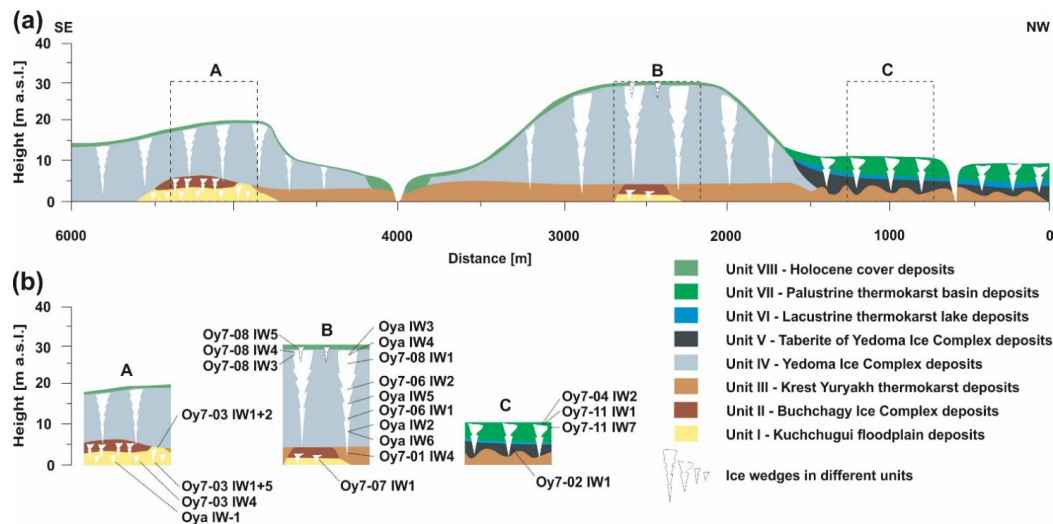 (a)
SE
NW
A
B
C
Height [m a.s.l.]
40
30
20
10
0
6000
5000
4000
3000
2000
1000
0
Distance [m]
(b)
A
B
C
Height [m a.s.l.]
40
30
20
10
0
Oy7-03 IW1+2
Oy7-03 IW1+5
Oy7-03 IW4
Oya IW-1
Oy7-08 IW5
Oy7-08 IW4
Oy7-08 IW3
Oya IW3
Oya IW4
Oy7-08 IW1
Oy7-06 IW2
Oya IW5
Oy7-06 IW1
Oya IW2
Oya IW6
Oy7-01 IW4
Oy7-07 IW1
Oy7-04 IW2
Oy7-11 IW1
Oy7-11 IW7
Oy7-02 IW1
Unit VIII - Holocene cover deposits
Unit VII - Palustrine thermokarst basin deposits
Unit VI - Lacustrine thermokarst lake deposits
Unit V - Taberite of Yedoma Ice Complex deposits
Unit IV - Yedoma Ice Complex deposits
Unit III - Krest Yuryakh thermokarst deposits
Unit II - Buchchagy Ice Complex deposits
Unit I - Kuchchugui floodplain deposits
Ice wedges in different units